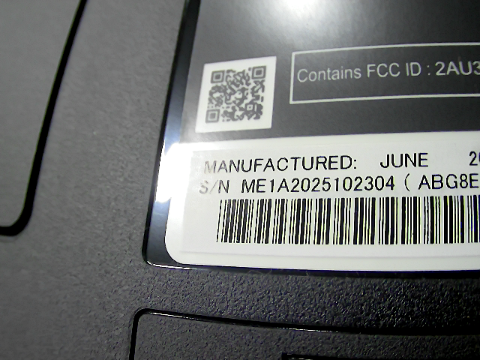 Contains FCC ID : 2AU3
MANUFACTURED: JUNE 20
S/N ME1A2025102304 ( ABG8E